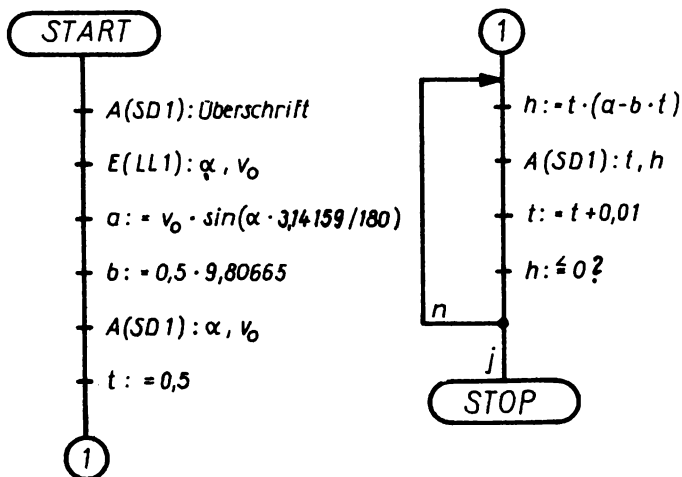 START
A(SD1): Überschrift
E(LL1): α, v₀
a: = v₀ · sin(α · 3,14159/180)
b: = 0,5 · 9,80665
A(SD1): α, v₀
t: = 0,5
1
1
h: = t · (a-b · t)
A(SD1): t, h
t: = t+0,01
h: ≦ 0?
n
j
STOP